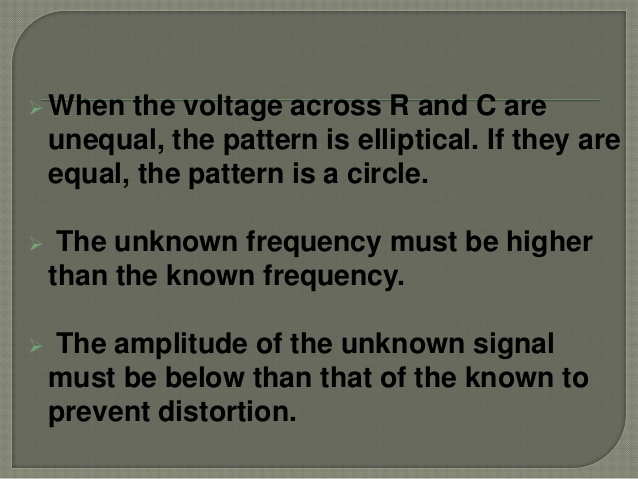 When the voltage across R and C are
unequal, the pattern is elliptical. If they are
equal, the pattern is a circle.
The unknown frequency must be higher
than the known frequency.
The amplitude of the unknown signal
must be below than that of the known to
prevent distortion.